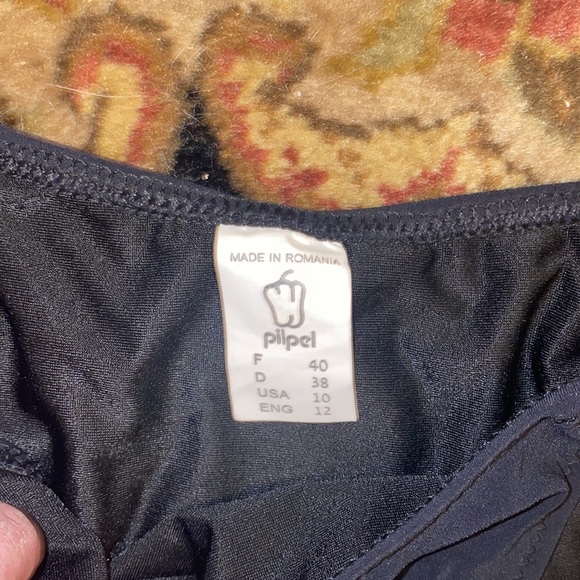 MADE IN ROMANIA
pilpel
F 40
D 38
USA 10
ENG 12